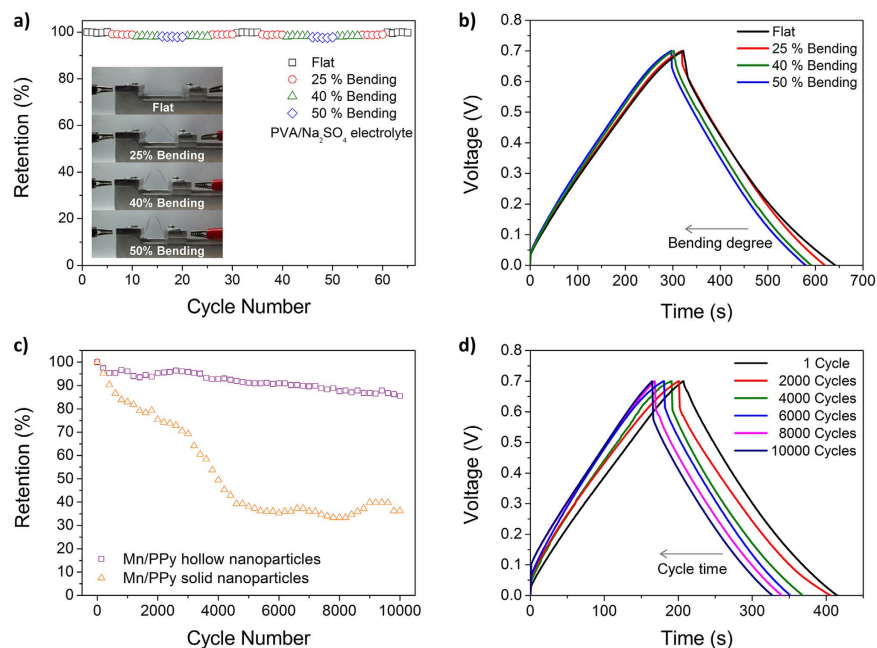 a)
Retention (%)
100
80
60
40
20
0
Flat
25 % Bending
40 % Bending
50 % Bending
PVA/Na₂SO₄ electrolyte
Flat
25% Bending
40% Bending
50% Bending
0 10 20 30 40 50 60
Cycle Number
b)
Voltage (V)
0.8
0.7
0.6
0.5
0.4
0.3
0.2
0.1
0.0
Flat
25 % Bending
40 % Bending
50 % Bending
Bending degree
0 100 200 300 400 500 600 700
Time (s)
c)
Retention (%)
100
90
80
70
60
50
40
30
20
10
0
Mn/PPy hollow nanoparticles
Mn/PPy solid nanoparticles
0 2000 4000 6000 8000 10000
Cycle Number
d)
Voltage (V)
0.8
0.7
0.6
0.5
0.4
0.3
0.2
0.1
0.0
1 Cycle
2000 Cycles
4000 Cycles
6000 Cycles
8000 Cycles
10000 Cycles
Cycle time
0 100 200 300 400
Time (s)